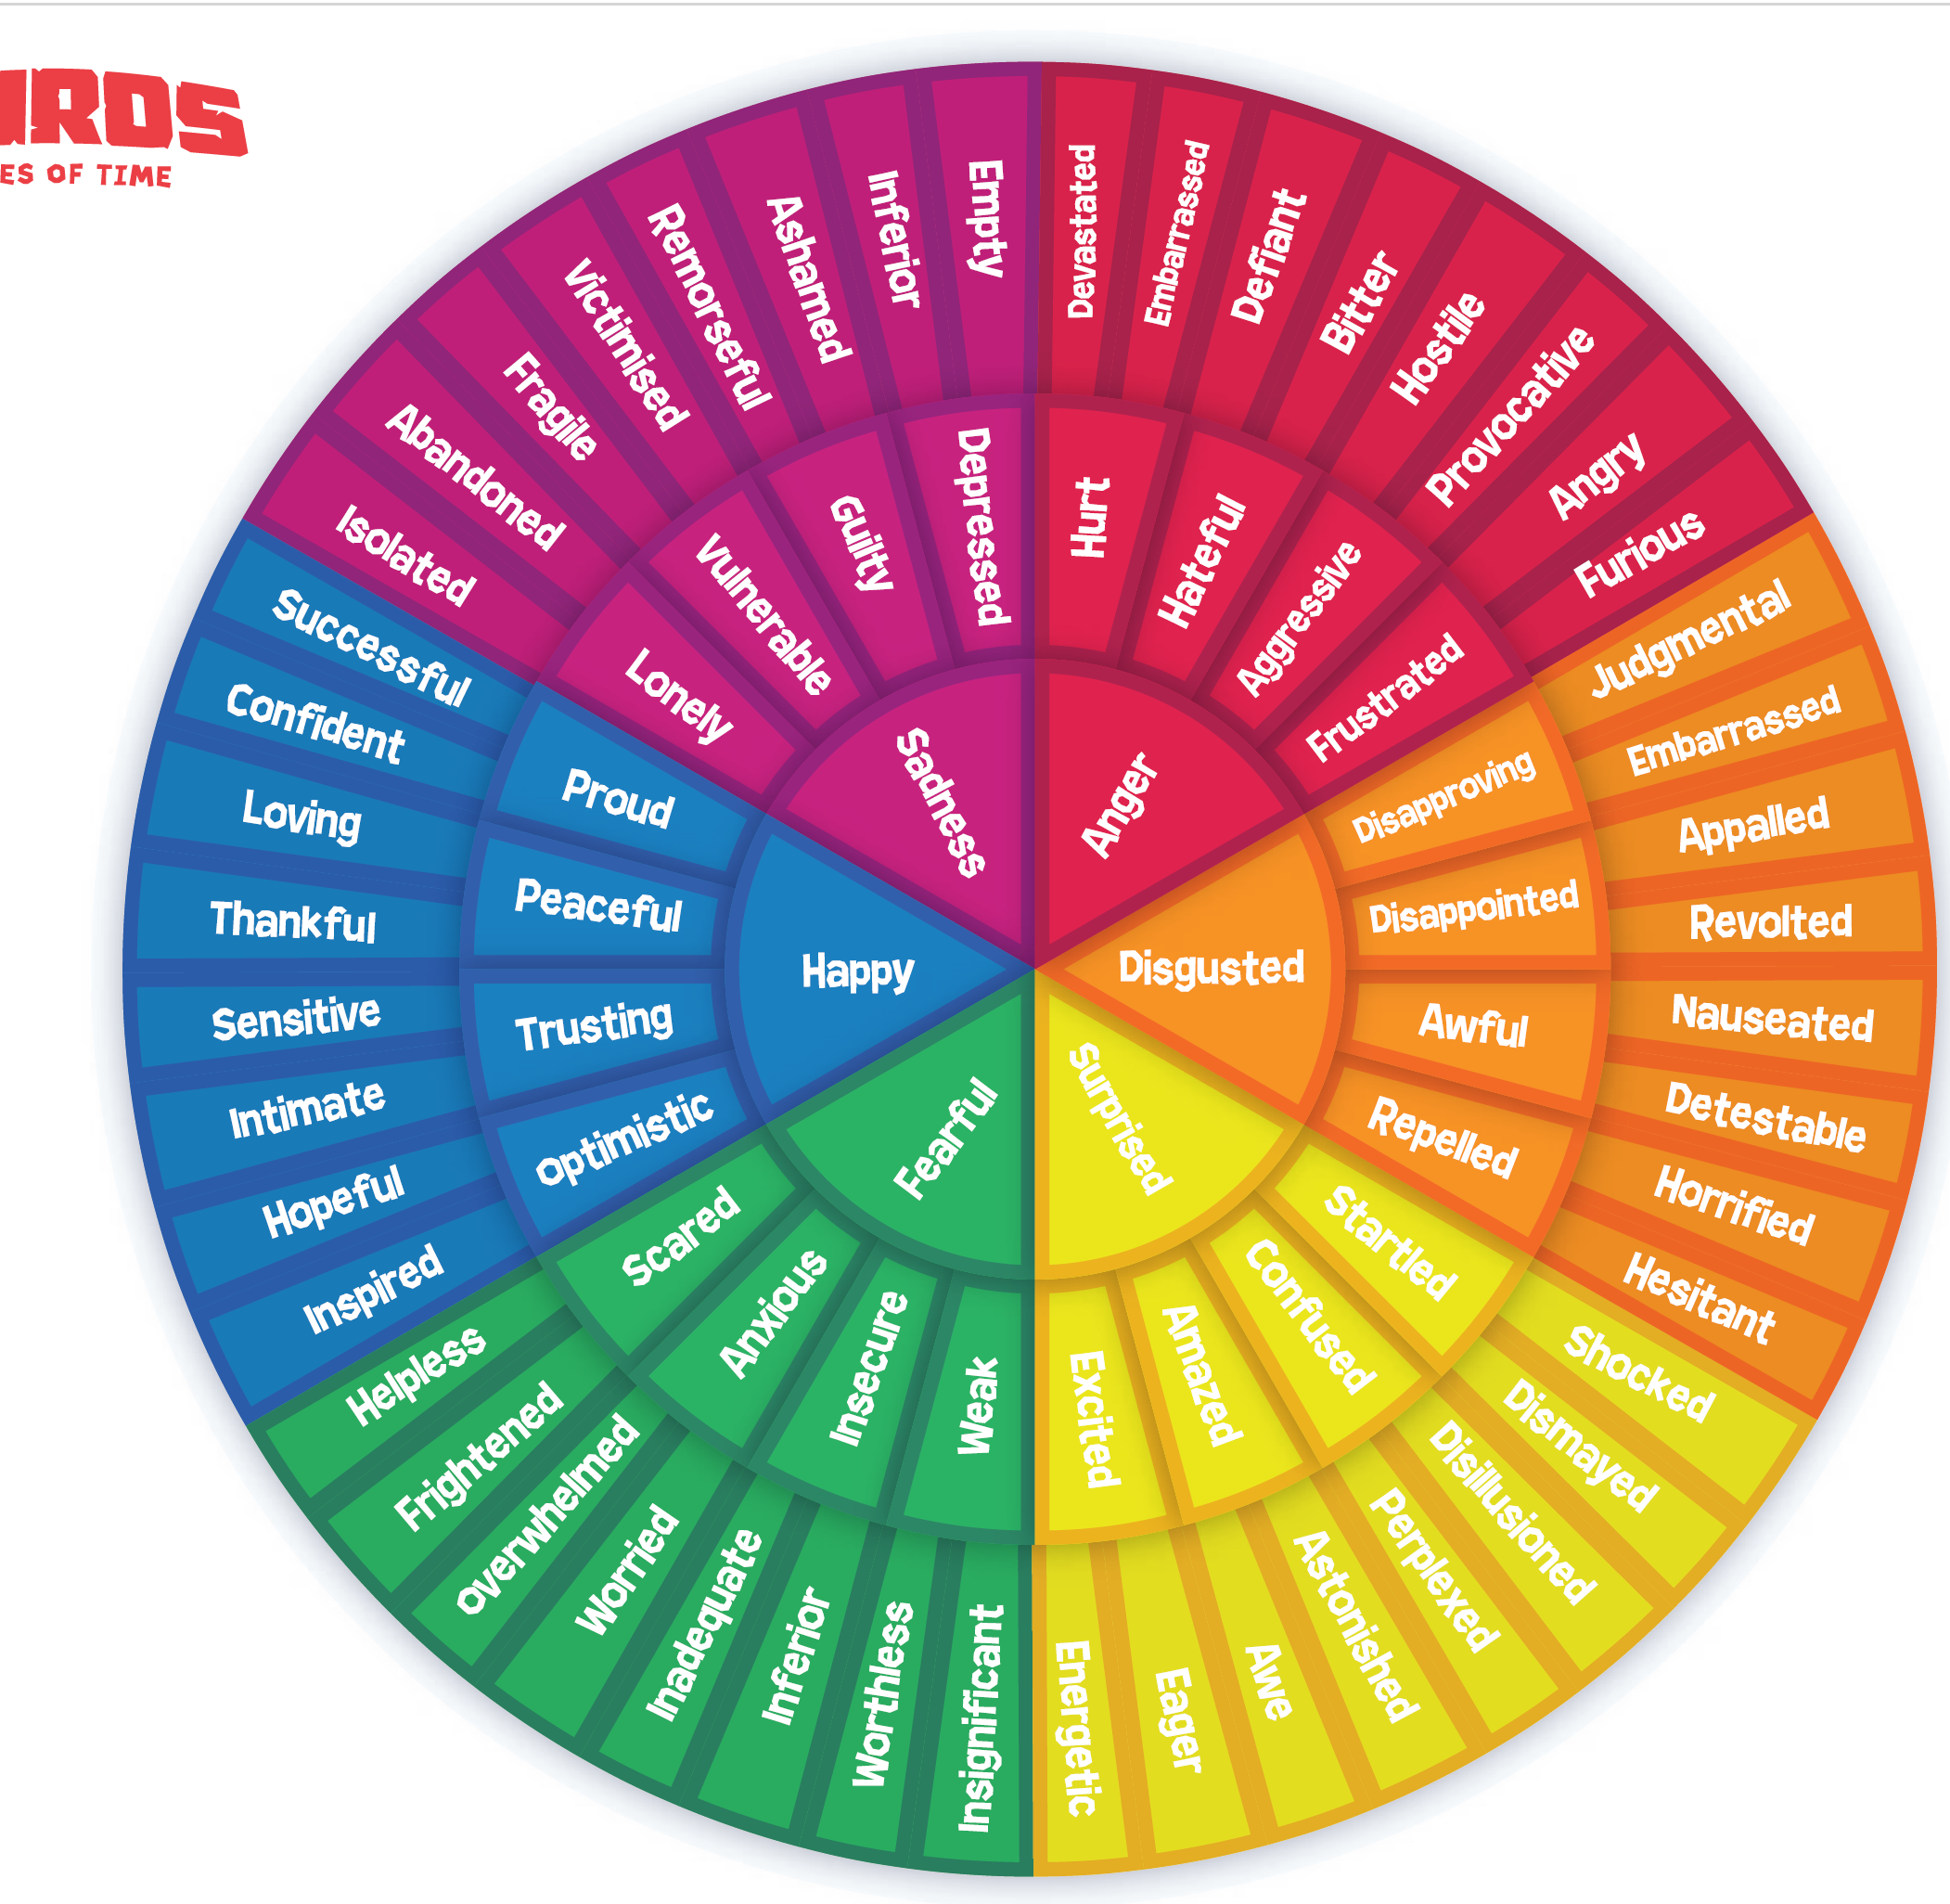 ES OF TIME
Sadness
Anger
Disgusted
Surprised
Fearful
Happy
Depressed
Hurt
Hateful
Aggressive
Frustrated
Disapproving
Disappointed
Awful
Repelled
Startled
Confused
Amazed
Excited
Weak
Insecure
Anxious
Scared
Optimistic
Trusting
Peaceful
Proud
Lonely
Vulnerable
Guilty
Empty
Devastated
Embarrassed
Defiant
Bitter
Hostile
Provocative
Angry
Furious
Judgmental
Embarrassed
Appalled
Revolted
Nauseated
Detestable
Horrified
Hesitant
Shocked
Dismayed
Disillusioned
Perplexed
Astonished
Awe
Eager
Energetic
Insignificant
Worthless
Inferior
Inadequate
Worried
Overwhelmed
Frightened
Helpless
Inspired
Hopeful
Intimate
Sensitive
Thankful
Loving
Confident
Successful
Isolated
Abandoned
Fragile
Victimised
Remorseful
Ashamed
Inferior